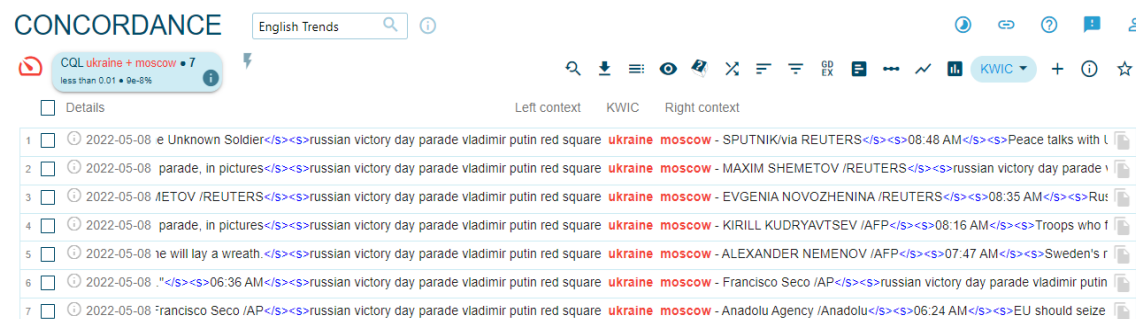 CONCORDANCE
English Trends
CQL ukraine + moscow ● 7
less than 0.01 ● 9e-8%
GD EX
KWIC
Details Left context KWIC Right context
1 2022-05-08 e Unknown Soldier</s><s>russian victory day parade vladimir putin red square ukraine moscow - SPUTNIK/via REUTERS</s><s>08:48 AM</s><s>Peace talks with
2 2022-05-08 parade, in pictures</s><s>russian victory day parade vladimir putin red square ukraine moscow - MAXIM SHEMETOV /REUTERS</s><s>russian victory day parade
3 2022-05-08 METOV /REUTERS</s><s>russian victory day parade vladimir putin red square ukraine moscow - EVGENIA NOVOZHENINA /REUTERS</s><s>08:35 AM</s><s>Rus
4 2022-05-08 parade, in pictures</s><s>russian victory day parade vladimir putin red square ukraine moscow - KIRILL KUDRYAVTSEV /AFP</s><s>08:16 AM</s><s>Troops who f
5 2022-05-08 he will lay a wreath.</s><s>russian victory day parade vladimir putin red square ukraine moscow - ALEXANDER NEMENOV /AFP</s><s>07:47 AM</s><s>Sweden's r
6 2022-05-08 ."</s><s>06:36 AM</s><s>russian victory day parade vladimir putin red square ukraine moscow - Francisco Seco /AP</s><s>russian victory day parade vladimir putin
7 2022-05-08 Francisco Seco /AP</s><s>russian victory day parade vladimir putin red square ukraine moscow - Anadolu Agency /Anadolu</s><s>06:24 AM</s><s>EU should seize